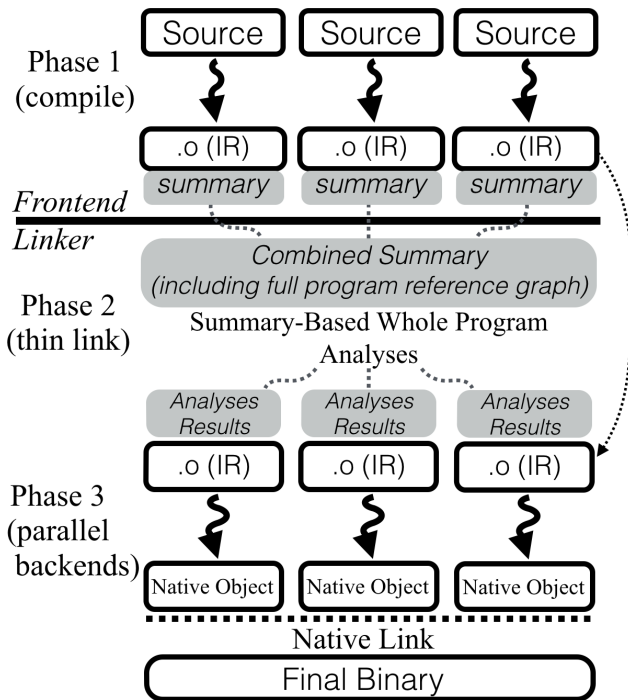 Source Source Source
Phase 1
(compile)
.o (IR) .o (IR) .o (IR)
summary summary summary
Frontend
Linker
Combined Summary
(including full program reference graph)
Phase 2
(thin link)
Summary-Based Whole Program
Analyses
Analyses Analyses Analyses
Results Results Results
.o (IR) .o (IR) .o (IR)
Phase 3
(parallel
backends)
Native Object Native Object Native Object
Native Link
Final Binary